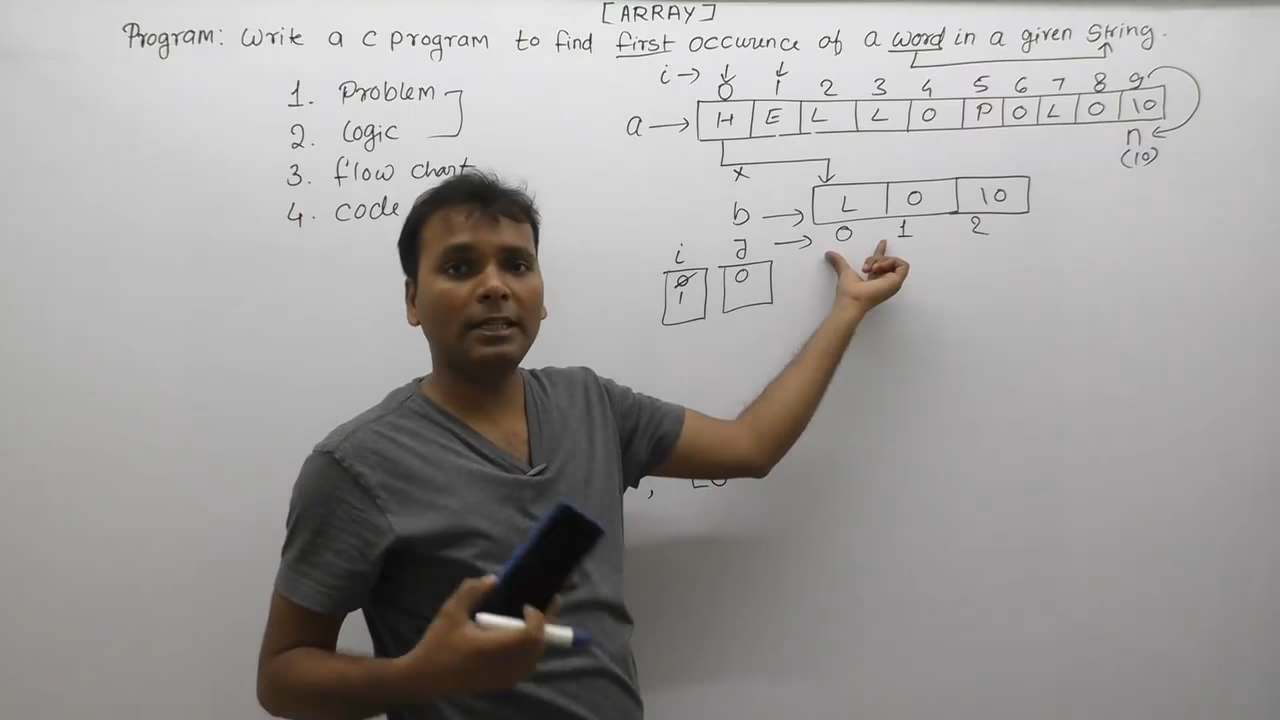 [ARRAY]
Program: Write a c program to find first occurence of a word in a given String.
1. Problem
2. Logic
3. flow chart
4. code
i → 0 1 2 3 4 5 6 7 8 9
a → H E L L O P O L O 10
n
(10)
x
b → L O 10
j → 0 1 2
i
0
1
0
, LO